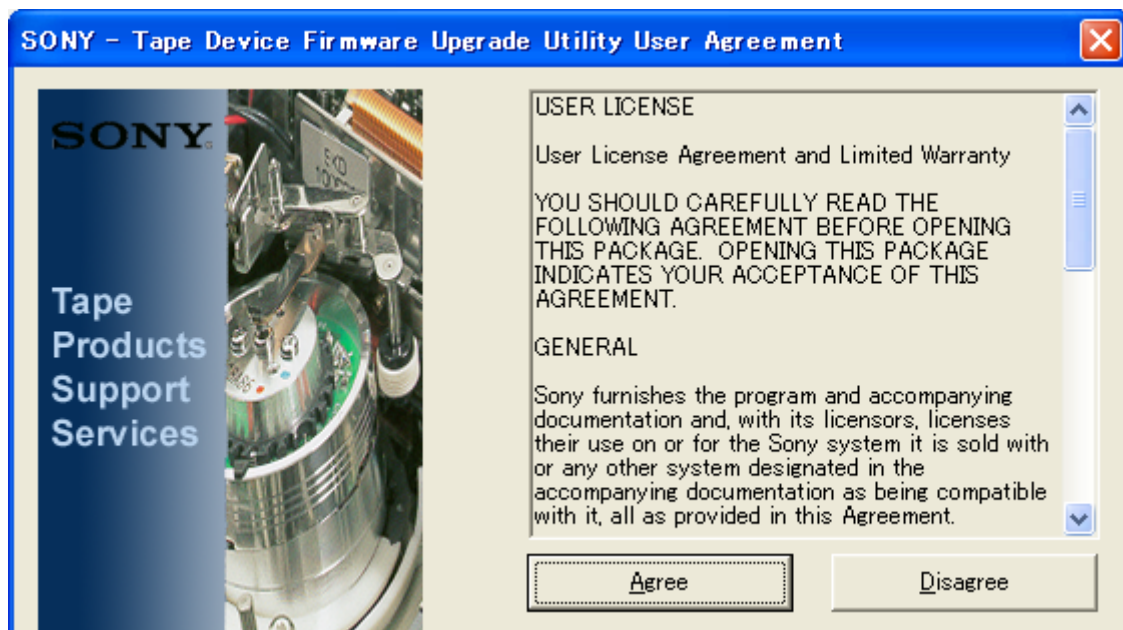 SONY - Tape Device Firmware Upgrade Utility User Agreement
SONY
Tape
Products
Support
Services
USER LICENSE
User License Agreement and Limited Warranty
YOU SHOULD CAREFULLY READ THE
FOLLOWING AGREEMENT BEFORE OPENING
THIS PACKAGE.  OPENING THIS PACKAGE
INDICATES YOUR ACCEPTANCE OF THIS
AGREEMENT.
GENERAL
Sony furnishes the program and accompanying
documentation and, with its licensors, licenses
their use on or for the Sony system it is sold with
or any other system designated in the
accompanying documentation as being compatible
with it, all as provided in this Agreement.
Agree
Disagree